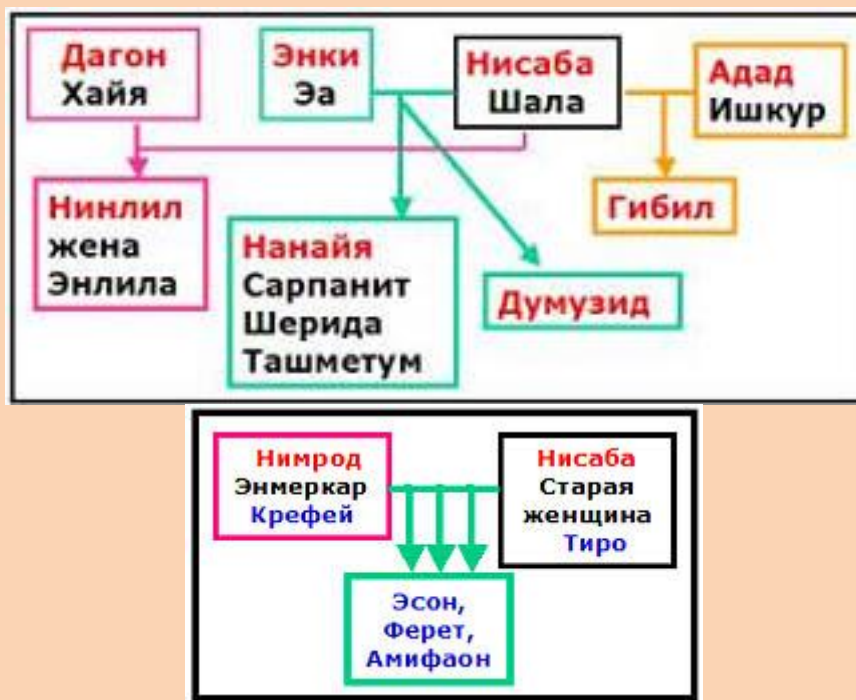 Дагон
Хайя
Энки
Эа
Нисаба
Шала
Адад
Ишкур
Нинлил
жена
Энлила
Нанайя
Сарпанит
Шерида
Ташметум
Думузид
Гибил
Нимрод
Энмеркар
Крефей
Нисаба
Старая
женщина
Тиро
Эсон,
Ферет,
Амифаон